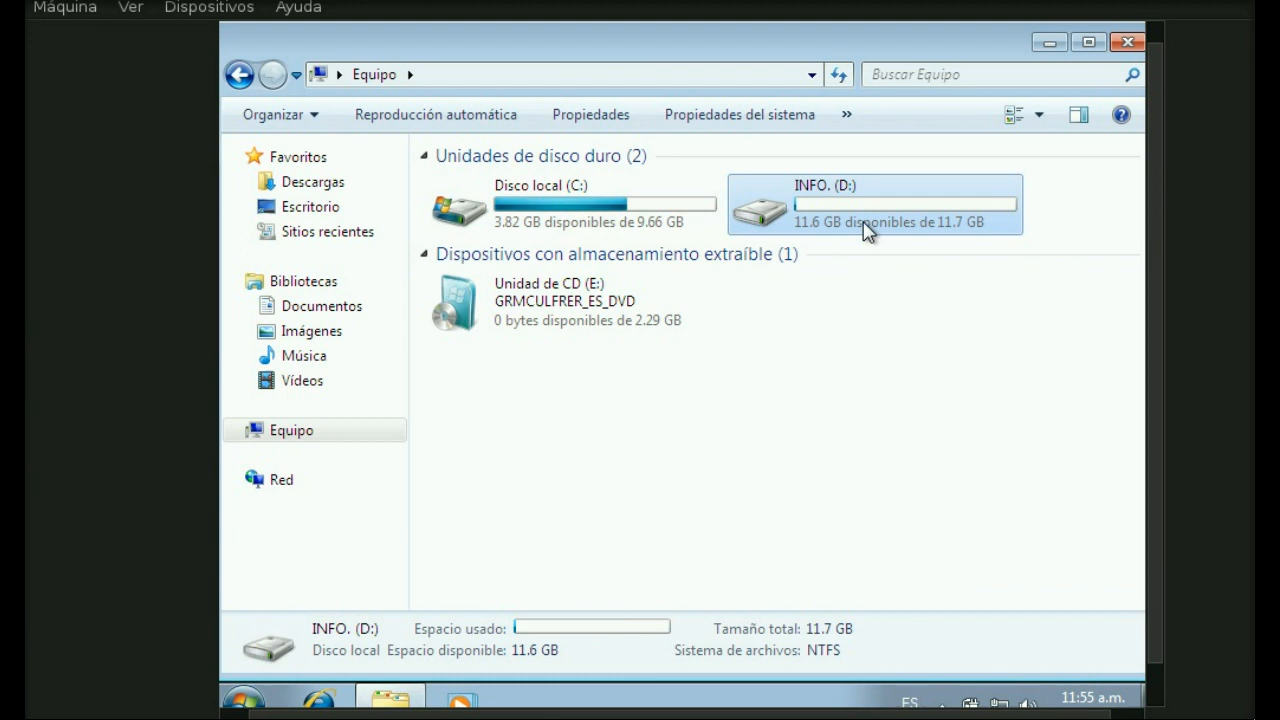 Máquina Ver Dispositivos Ayuda
Equipo
Buscar Equipo
Organizar Reproducción automática Propiedades Propiedades del sistema »
Favoritos
Descargas
Escritorio
Sitios recientes
Bibliotecas
Documentos
Imágenes
Música
Vídeos
Equipo
Red
Unidades de disco duro (2)
Disco local (C:)
3.82 GB disponibles de 9.66 GB
INFO. (D:)
11.6 GB disponibles de 11.7 GB
Dispositivos con almacenamiento extraíble (1)
Unidad de CD (E:)
GRMCULFRER_ES_DVD
0 bytes disponibles de 2.29 GB
INFO. (D:) Espacio usado: Tamaño total: 11.7 GB
Disco local Espacio disponible: 11.6 GB Sistema de archivos: NTFS
ES 11:55 a.m.